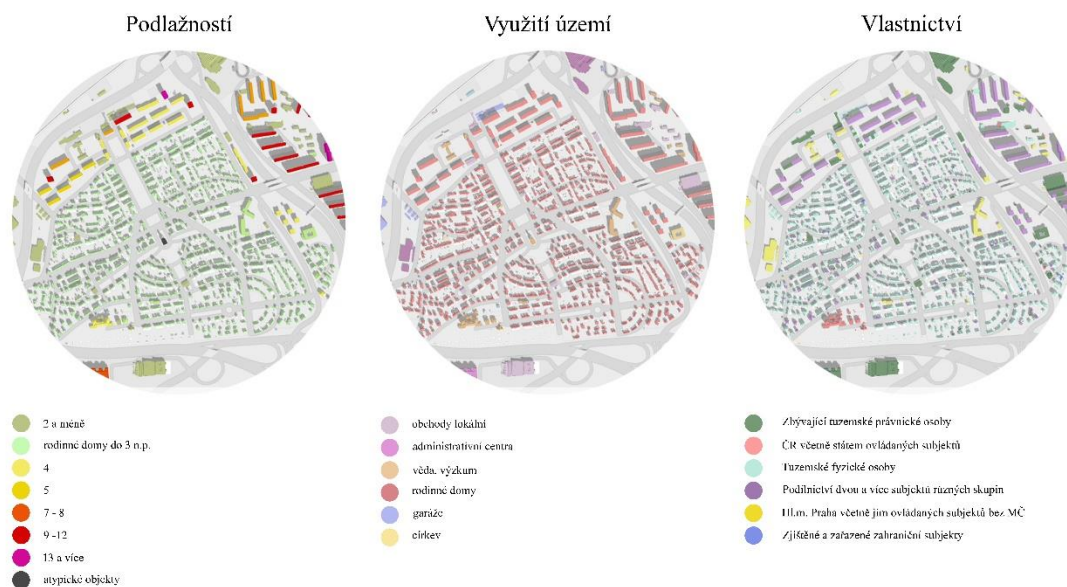 Podlažností
Využití území
Vlastnictví
2 a méně
rodinné domy do 3 n.p.
4
5
7 - 8
9 -12
13 a více
atypické objekty
obchody lokální
administrativní centra
věda, výzkum
rodinné domy
garáže
církev
Zbývající tuzemské právnické osoby
ČR včetně státem ovládaných subjektů
Tuzemské fyzické osoby
Podílnictví dvou a více subjektů různých skupin
Hl.m. Praha včetně jím ovládaných subjektů bez MČ
Zjištěné a zařazené zahraniční subjekty